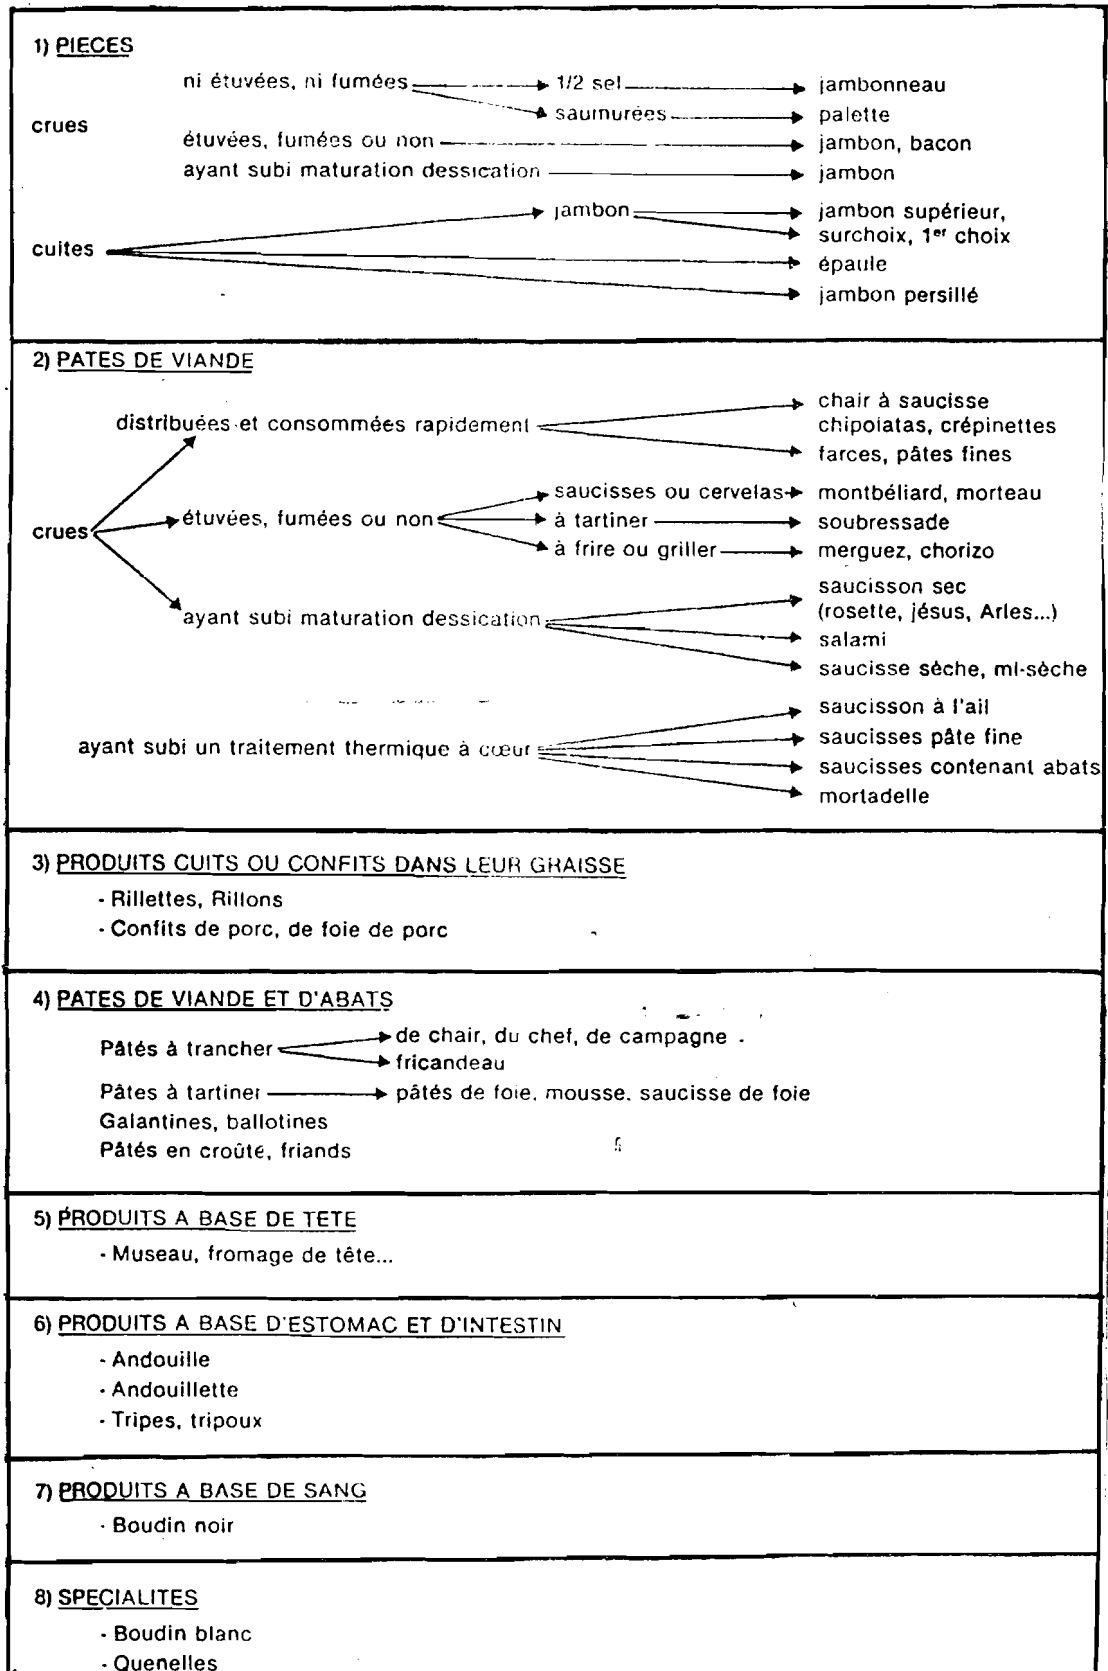 1) PIECES
ni étuvées, ni fumées 1/2 sel jambonneau
saumurées palette
crues
étuvées, fumées ou non jambon, bacon
ayant subi maturation dessication jambon
jambon jambon supérieur,
surchoix, 1er choix
cuites
épaule
jambon persillé
2) PATES DE VIANDE
chair à saucisse
distribuées et consommées rapidement chipolatas, crépinettes
farces, pâtes fines
saucisses ou cervelas montbéliard, morteau
crues étuvées, fumées ou non à tartiner soubressade
à frire ou griller merguez, chorizo
saucisson sec
ayant subi maturation dessication (rosette, jésus, Arles...)
salami
saucisse sèche, mi-sèche
saucisson à l'ail
ayant subi un traitement thermique à cœur saucisses pâte fine
saucisses contenant abats
mortadelle
3) PRODUITS CUITS OU CONFITS DANS LEUR GRAISSE
- Rillettes, Rillons
- Confits de porc, de foie de porc
4) PATES DE VIANDE ET D'ABATS
Pâtés à trancher de chair, du chef, de campagne
fricandeau
Pâtes à tartiner pâtés de foie, mousse, saucisse de foie
Galantines, ballotines
Pâtés en croûte, friands
5) PRODUITS A BASE DE TETE
- Museau, fromage de tête...
6) PRODUITS A BASE D'ESTOMAC ET D'INTESTIN
- Andouille
- Andouillette
- Tripes, tripoux
7) PRODUITS A BASE DE SANG
- Boudin noir
8) SPECIALITES
- Boudin blanc
- Quenelles